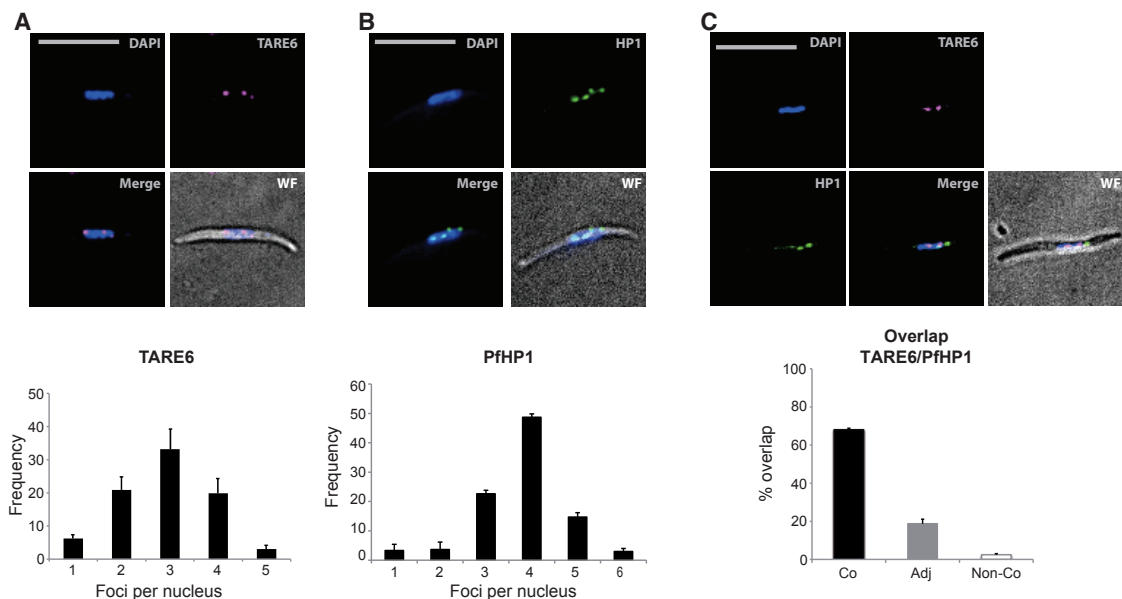 A
DAPI
TARE6
Merge
WF
TARE6
50
40
30
20
10
0
Frequency
1 2 3 4 5
Foci per nucleus
B
DAPI
HP1
Merge
WF
PfHP1
60
50
40
30
20
10
0
Frequency
1 2 3 4 5 6
Foci per nucleus
C
DAPI
TARE6
HP1
Merge
WF
Overlap
TARE6/PfHP1
100
80
60
40
20
0
% overlap
Co Adj Non-Co